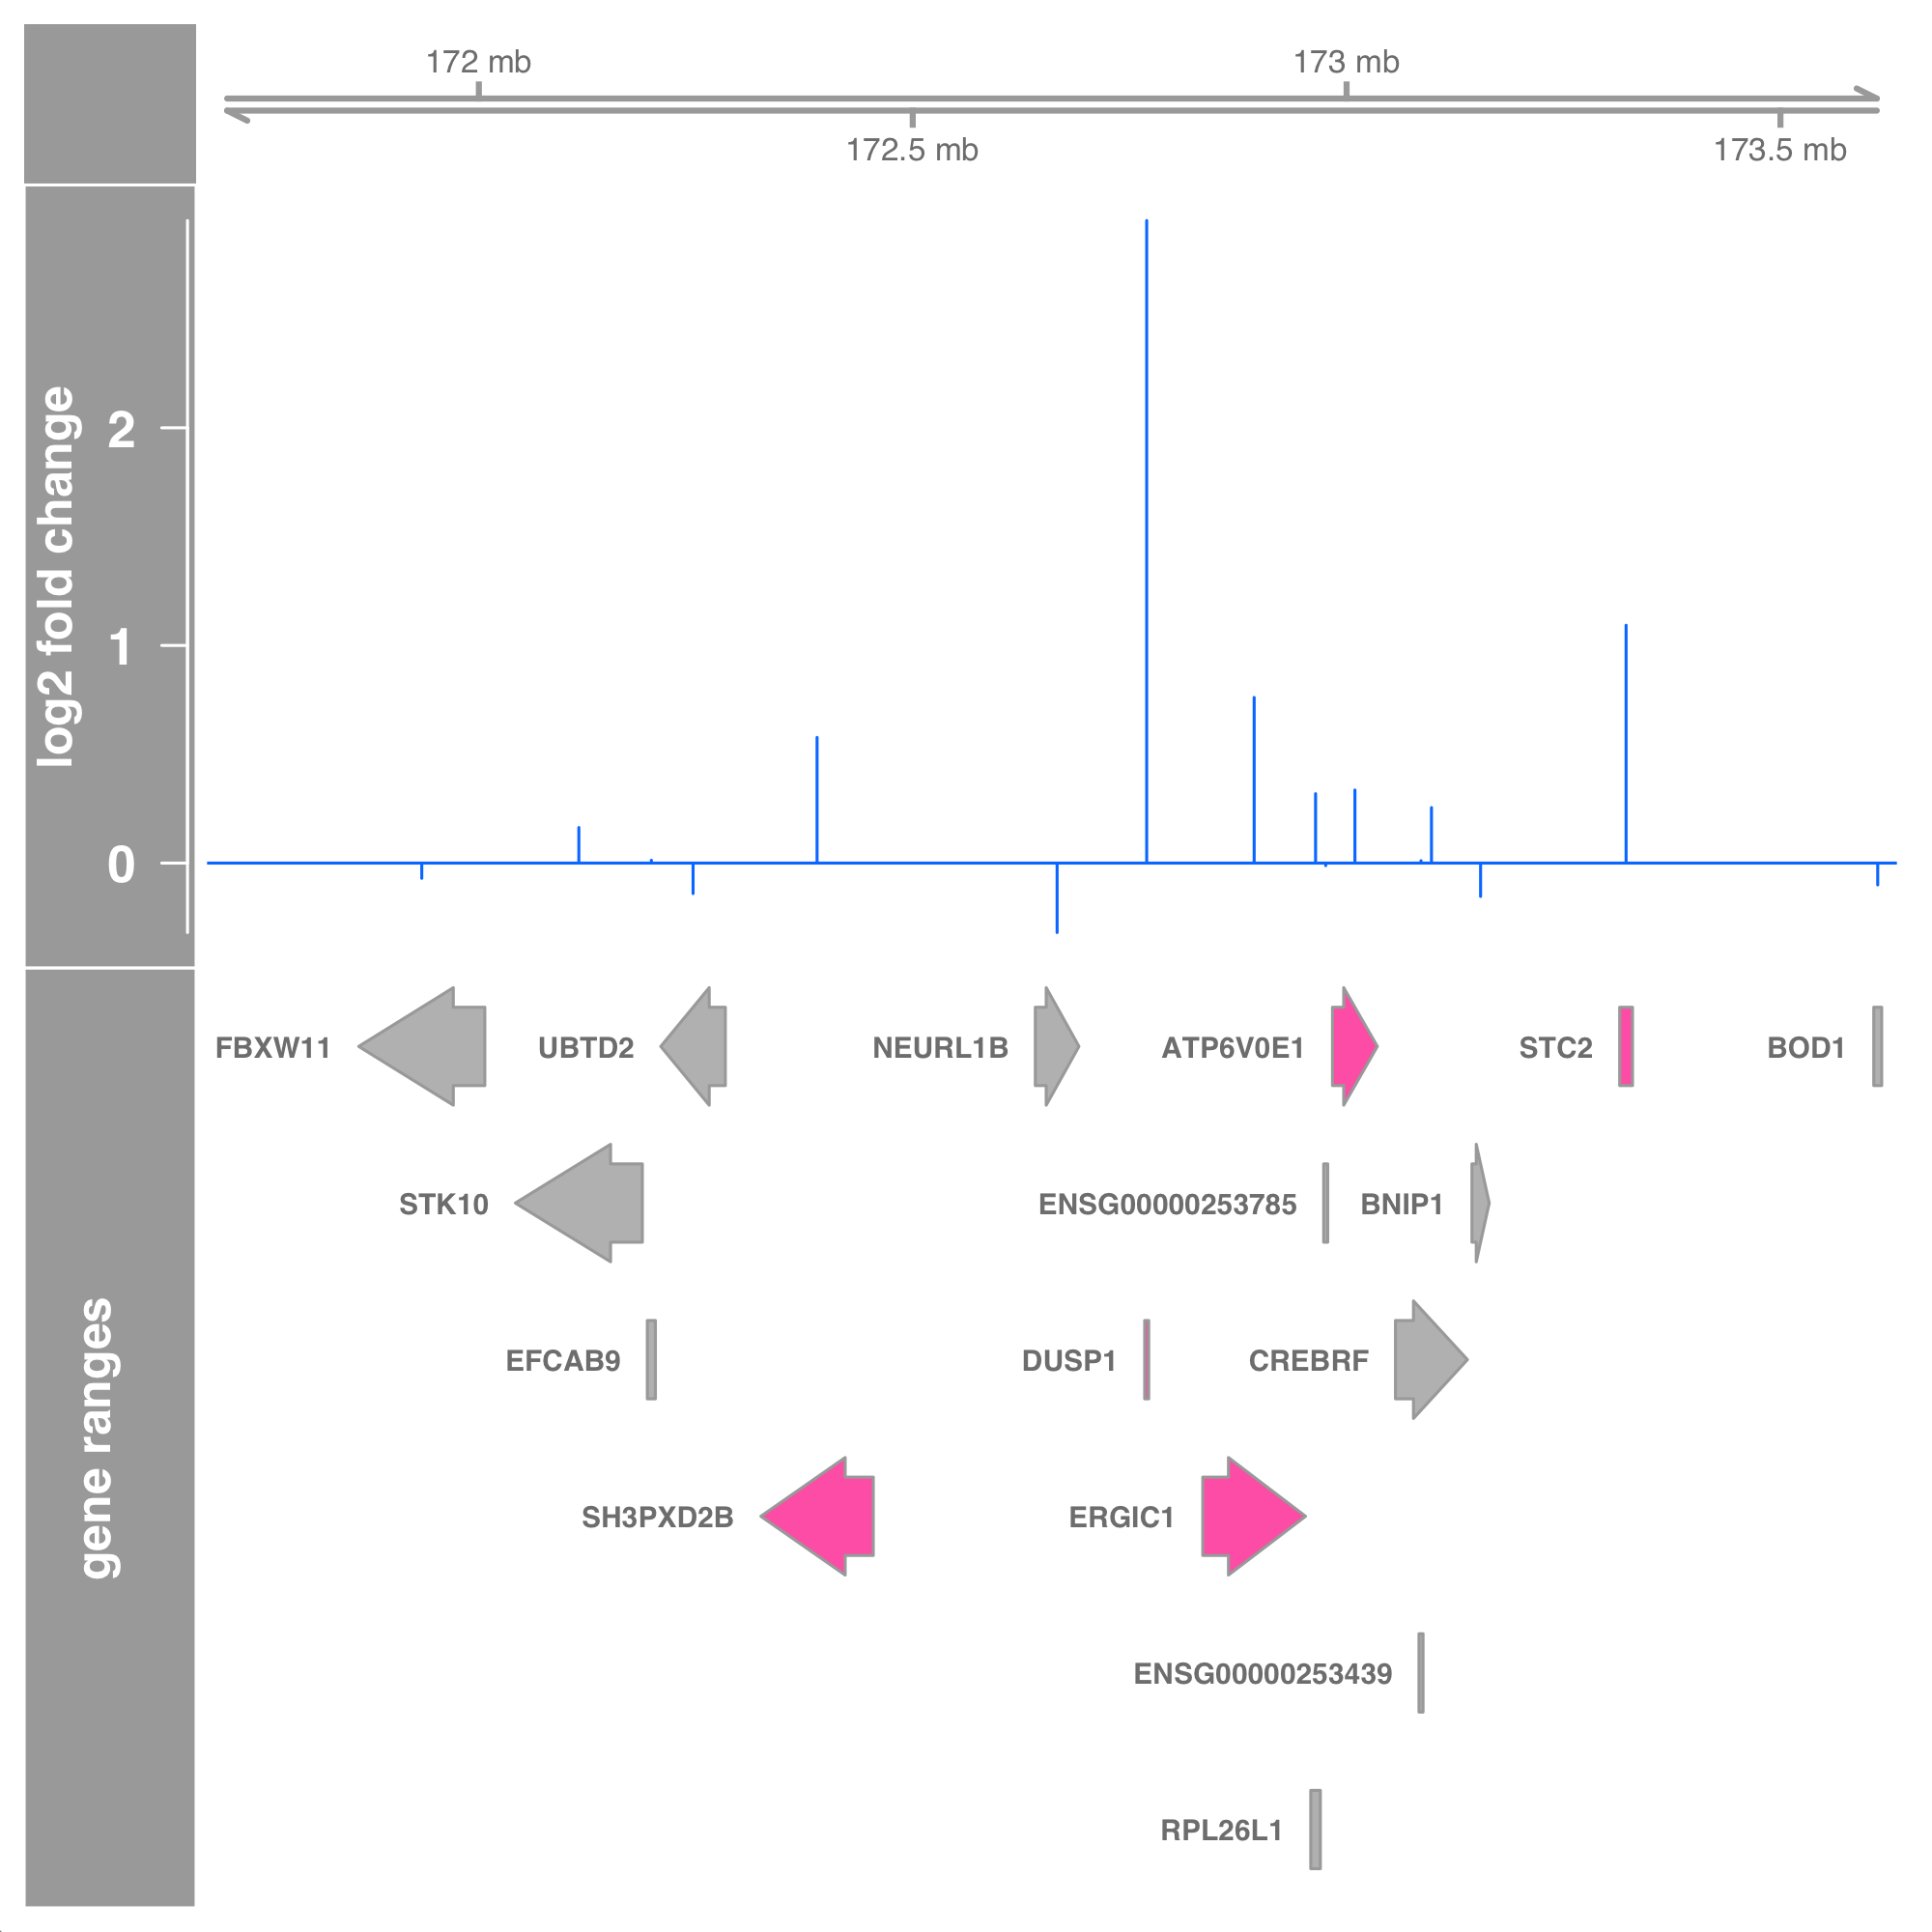 172 mb
173 mb
172.5 mb
173.5 mb
log2 fold change
2
1
0
gene ranges
FBXW11
UBTD2
NEURL1B
ATP6V0E1
STC2
BOD1
STK10
ENSG00000253785
BNIP1
EFCAB9
DUSP1
CREBRF
SH3PXD2B
ERGIC1
ENSG00000253439
RPL26L1